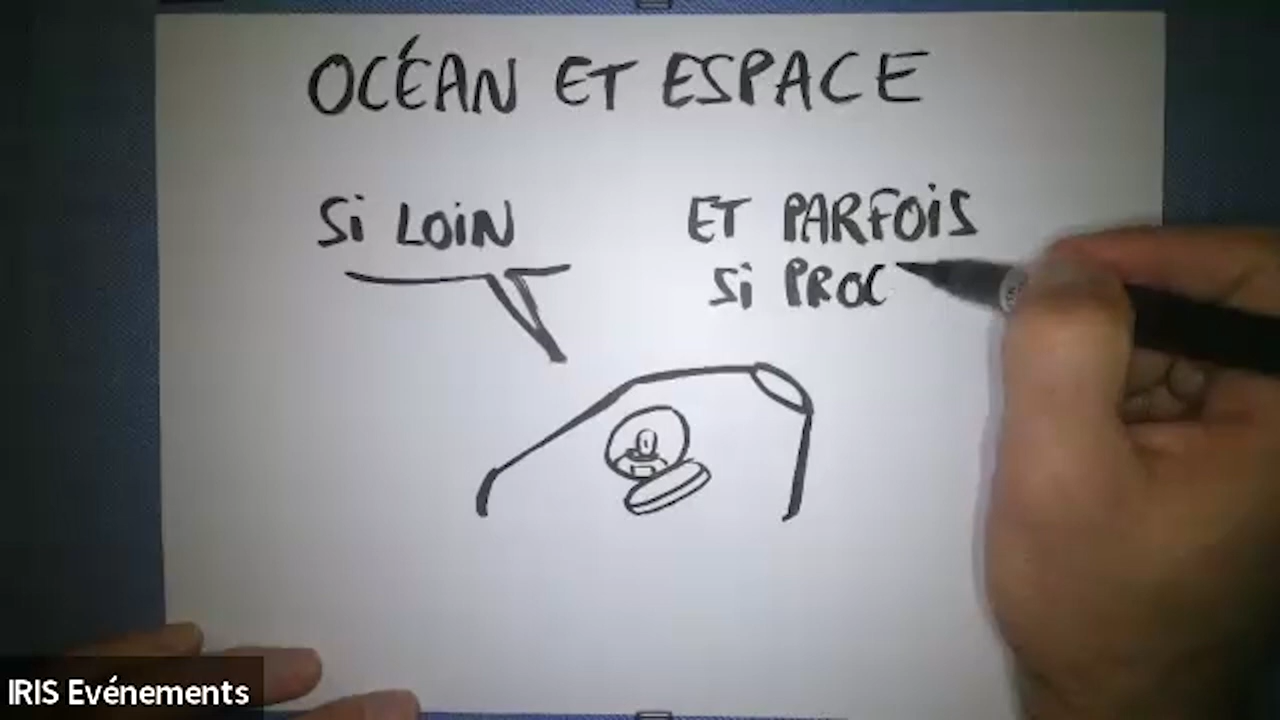 OCÉAN ET ESPACE
Si LOiN
ET PARFOiS
Si PROC
IRIS Evénements